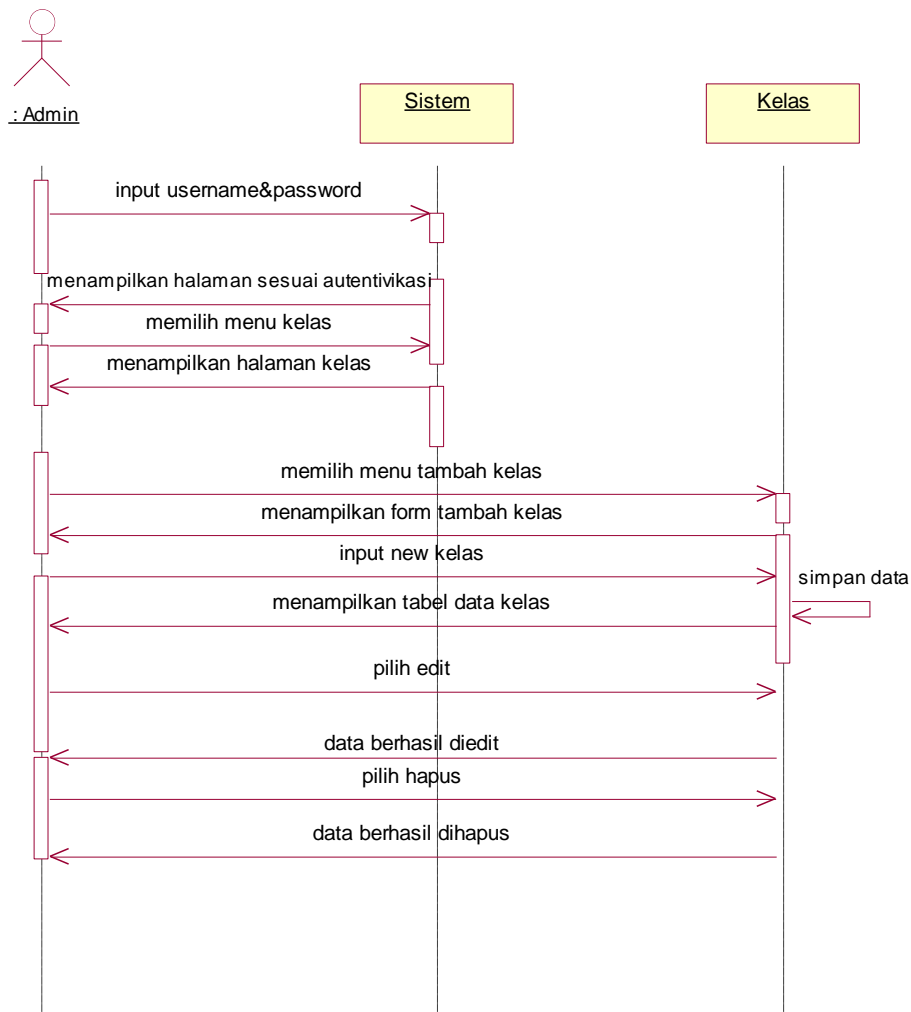 : Admin
Sistem
Kelas
input username&password
menampilkan halaman sesuai autentivikasi
memilih menu kelas
menampilkan halaman kelas
memilih menu tambah kelas
menampilkan form tambah kelas
input new kelas
simpan data
menampilkan tabel data kelas
pilih edit
data berhasil diedit
pilih hapus
data berhasil dihapus